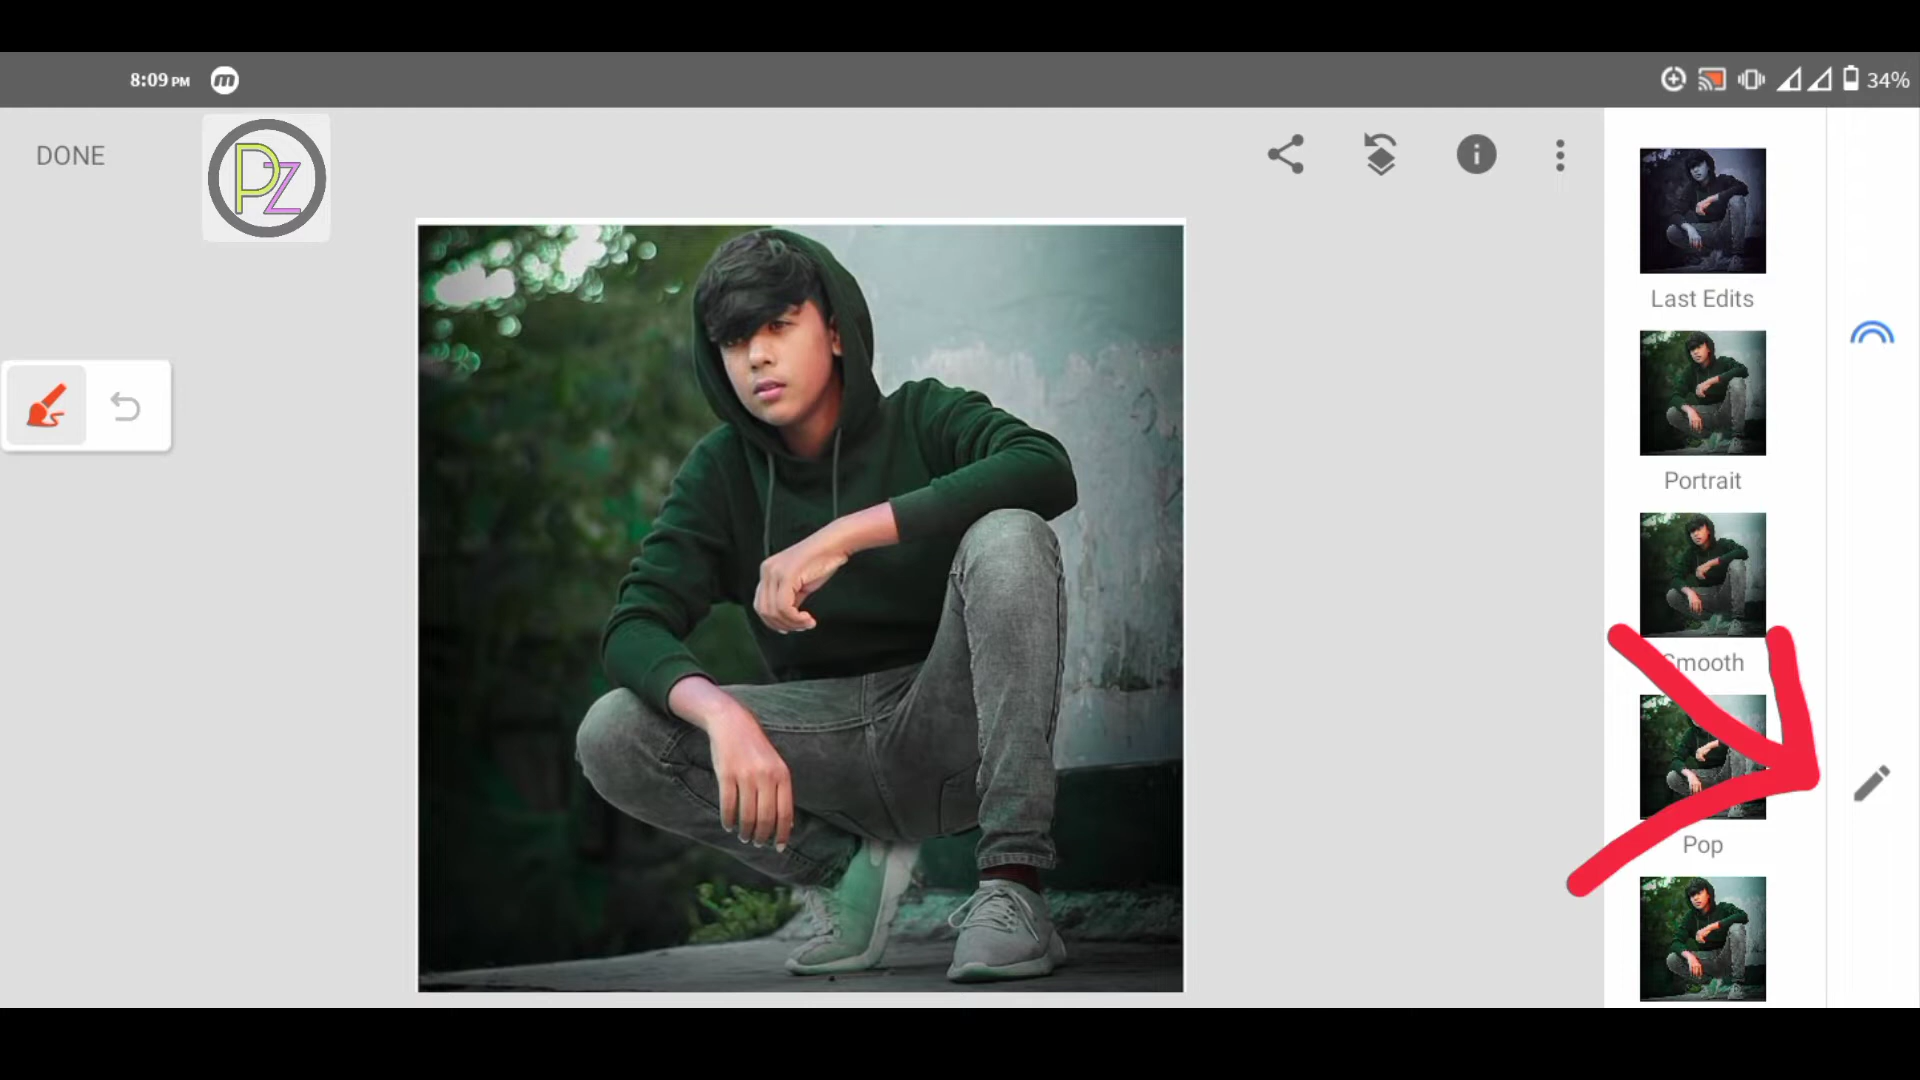 8:09 PM
34%
DONE
PZ
Last Edits
Portrait
Smooth
Pop